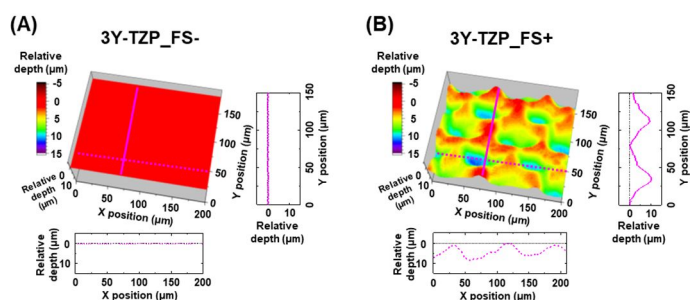 (A)
3Y-TZP_FS-
Relative
depth (μm)
-5
0
5
10
15
0
10
Relative
depth
(μm)
0
50
100
150
200
X position (μm)
0
50
100
150
Y position (μm)
0
50
100
150
Y position (μm)
0
10
Relative
depth (μm)
Relative
depth (μm)
0
10
0
50
100
150
200
X position (μm)
(B)
3Y-TZP_FS+
Relative
depth (μm)
-5
0
5
10
15
0
10
Relative
depth (μm)
0
50
100
150
200
X position (μm)
0
50
100
150
Y position (μm)
0
50
100
150
Y position (μm)
0
10
Relative
depth (μm)
Relative
depth (μm)
0
10
0
50
100
150
200
X position (μm)